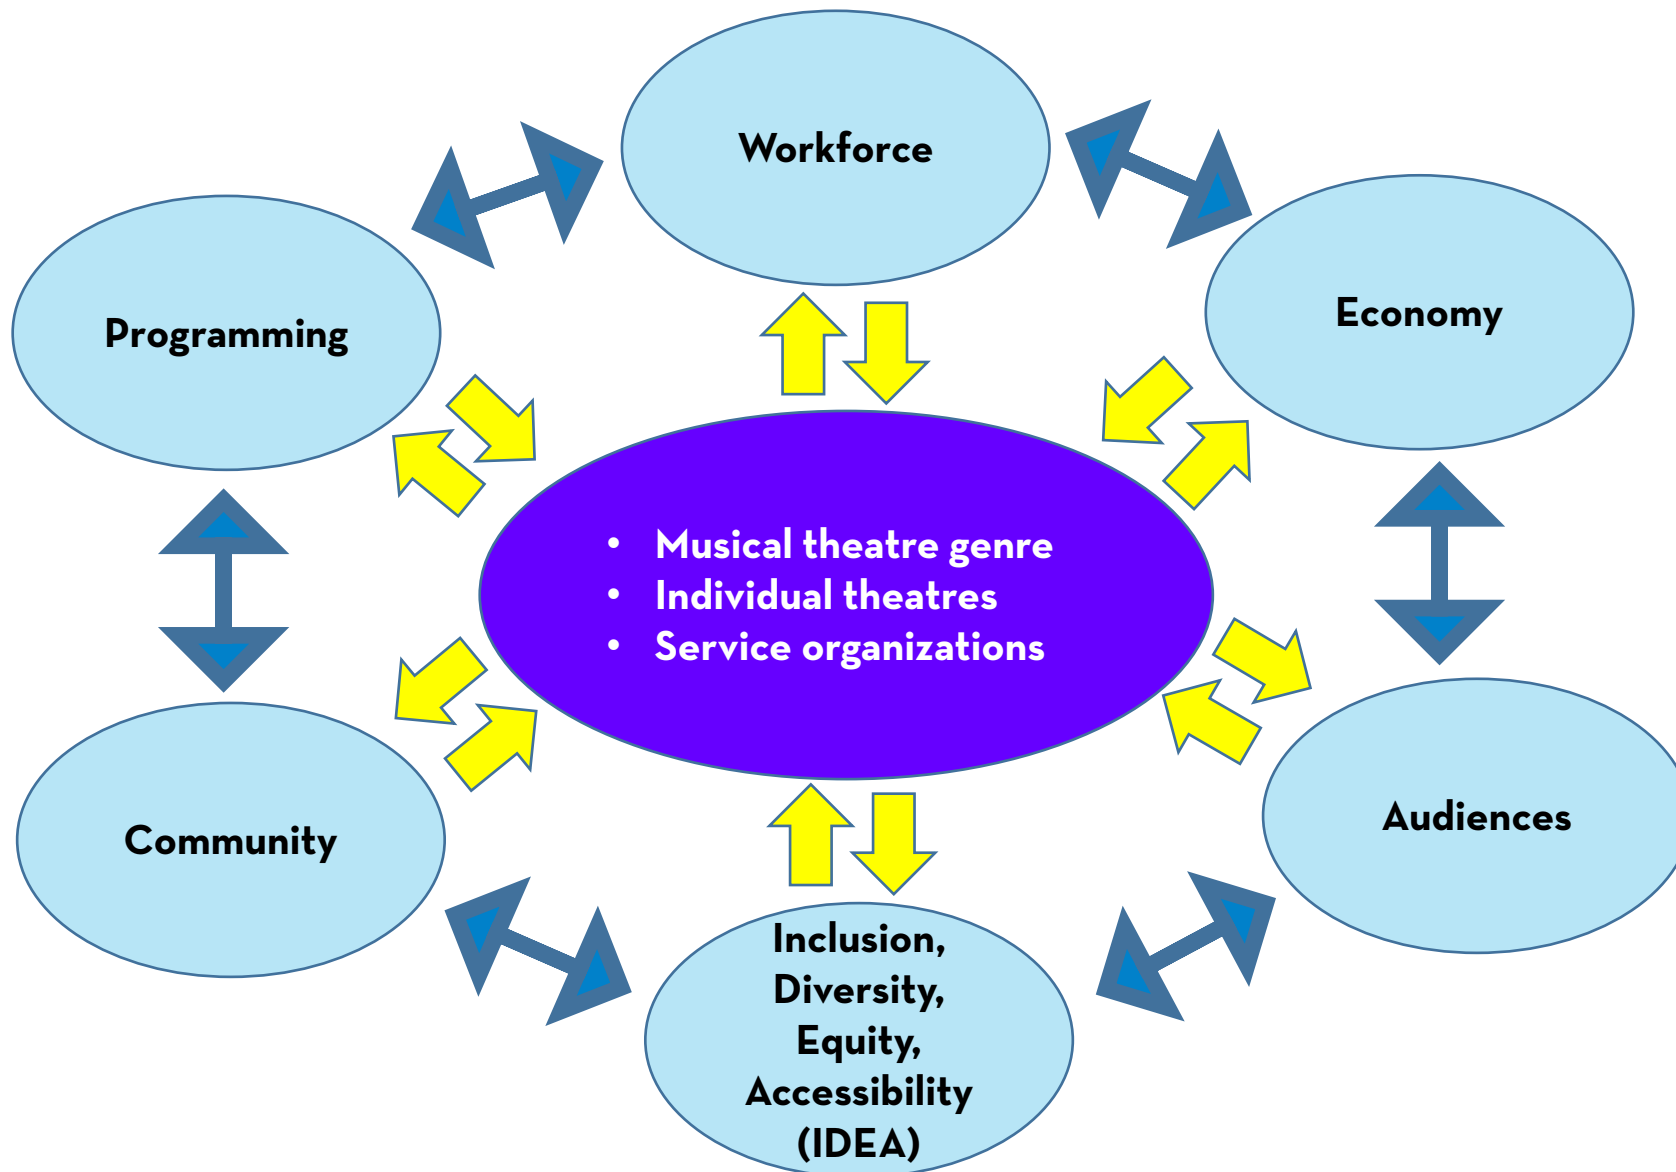 Workforce
Programming
Economy
• Musical theatre genre
• Individual theatres
• Service organizations
Community
Audiences
Inclusion,
Diversity,
Equity,
Accessibility
(IDEA)